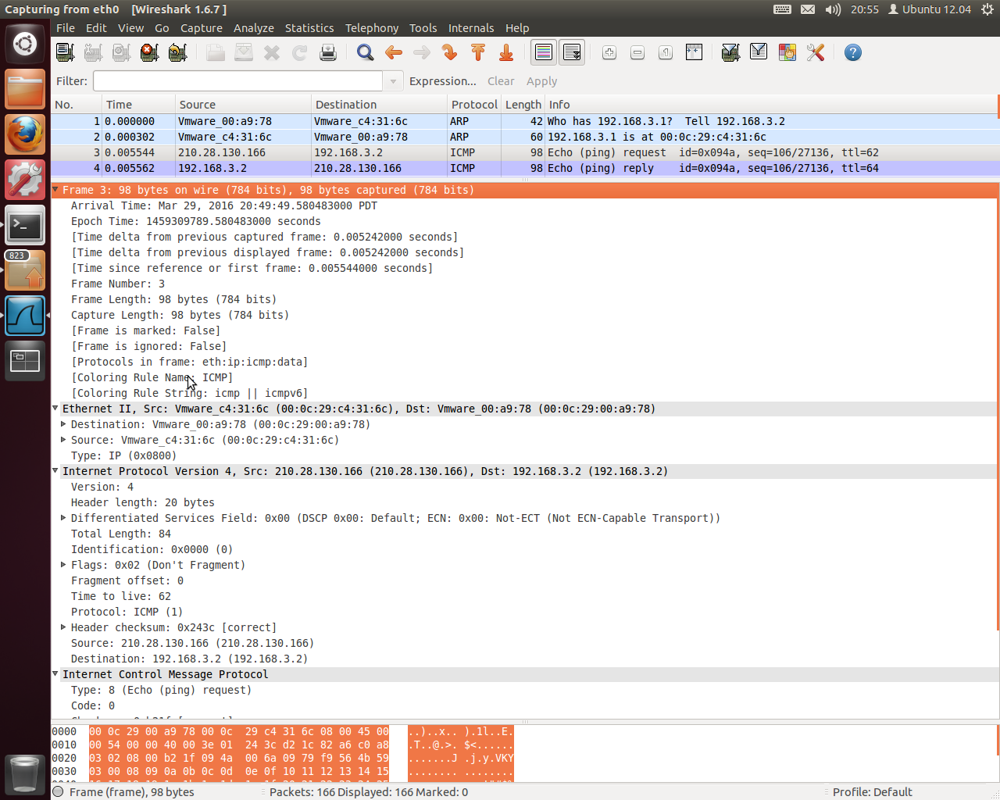 Capturing from eth0 [Wireshark 1.6.7 ]
20:55 Ubuntu 12.04
File Edit View Go Capture Analyze Statistics Telephony Tools Internals Help
Filter: Expression... Clear Apply
No. Time Source Destination Protocol Length Info
1 0.000000 Vmware_00:a9:78 Vmware_c4:31:6c ARP 42 Who has 192.168.3.1? Tell 192.168.3.2
2 0.000302 Vmware_c4:31:6c Vmware_00:a9:78 ARP 60 192.168.3.1 is at 00:0c:29:c4:31:6c
3 0.005544 210.28.130.166 192.168.3.2 ICMP 98 Echo (ping) request id=0x094a, seq=106/27136, ttl=62
4 0.005562 192.168.3.2 210.28.130.166 ICMP 98 Echo (ping) reply id=0x094a, seq=106/27136, ttl=64
Frame 3: 98 bytes on wire (784 bits), 98 bytes captured (784 bits)
Arrival Time: Mar 29, 2016 20:49:49.580483000 PDT
Epoch Time: 1459309789.580483000 seconds
[Time delta from previous captured frame: 0.005242000 seconds]
[Time delta from previous displayed frame: 0.005242000 seconds]
[Time since reference or first frame: 0.005544000 seconds]
Frame Number: 3
Frame Length: 98 bytes (784 bits)
Capture Length: 98 bytes (784 bits)
[Frame is marked: False]
[Frame is ignored: False]
[Protocols in frame: eth:ip:icmp:data]
[Coloring Rule Name: ICMP]
[Coloring Rule String: icmp || icmpv6]
Ethernet II, Src: Vmware_c4:31:6c (00:0c:29:c4:31:6c), Dst: Vmware_00:a9:78 (00:0c:29:00:a9:78)
Destination: Vmware_00:a9:78 (00:0c:29:00:a9:78)
Source: Vmware_c4:31:6c (00:0c:29:c4:31:6c)
Type: IP (0x0800)
Internet Protocol Version 4, Src: 210.28.130.166 (210.28.130.166), Dst: 192.168.3.2 (192.168.3.2)
Version: 4
Header length: 20 bytes
Differentiated Services Field: 0x00 (DSCP 0x00: Default; ECN: 0x00: Not-ECT (Not ECN-Capable Transport))
Total Length: 84
Identification: 0x0000 (0)
Flags: 0x02 (Don't Fragment)
Fragment offset: 0
Time to live: 62
Protocol: ICMP (1)
Header checksum: 0x243c [correct]
Source: 210.28.130.166 (210.28.130.166)
Destination: 192.168.3.2 (192.168.3.2)
Internet Control Message Protocol
Type: 8 (Echo (ping) request)
Code: 0
0000 00 0c 29 00 a9 78 00 0c 29 c4 31 6c 08 00 45 00 ..)..x.. ).1l..E.
0010 00 54 00 00 40 00 3e 01 24 3c d2 1c 82 a6 c0 a8 .T..@.>. $<......
0020 03 02 08 00 b2 1f 09 4a 00 6a 09 79 f9 56 4b 59 .......J .j.y.VKY
0030 03 00 08 09 0a 0b 0c 0d 0e 0f 10 11 12 13 14 15 ........ ........
Frame (frame), 98 bytes Packets: 166 Displayed: 166 Marked: 0 Profile: Default
823